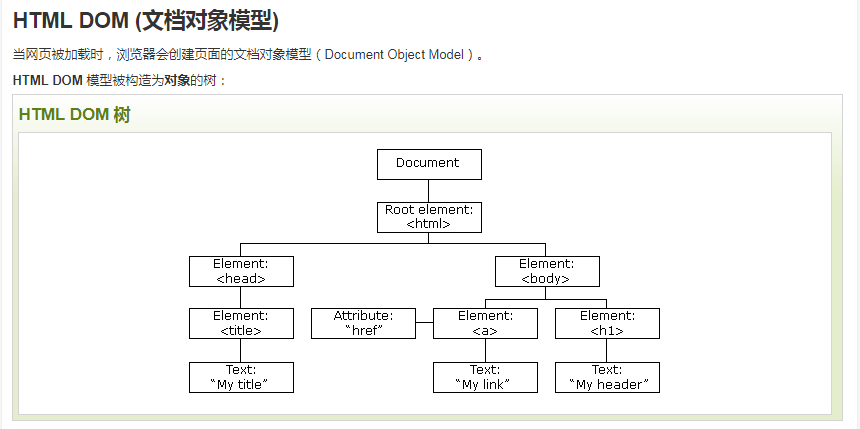 HTML DOM (文档对象模型)
当网页被加载时，浏览器会创建页面的文档对象模型（Document Object Model）。
HTML DOM 模型被构造为对象的树：
HTML DOM 树
Document
Root element:
<html>
Element:
<head>
Element:
<body>
Element:
<title>
Attribute:
“href”
Element:
<a>
Element:
<h1>
Text:
“My title”
Text:
“My link”
Text:
“My header”